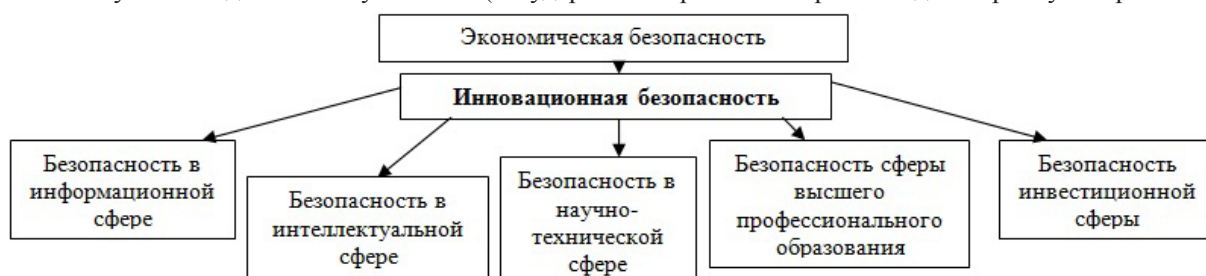 Экономическая безопасность
Инновационная безопасность
Безопасность в
информационной
сфере
Безопасность в
интеллектуальной
сфере
Безопасность в
научно-
технической
сфере
Безопасность сферы
высшего
профессионального
образования
Безопасность
инвестиционной
сферы